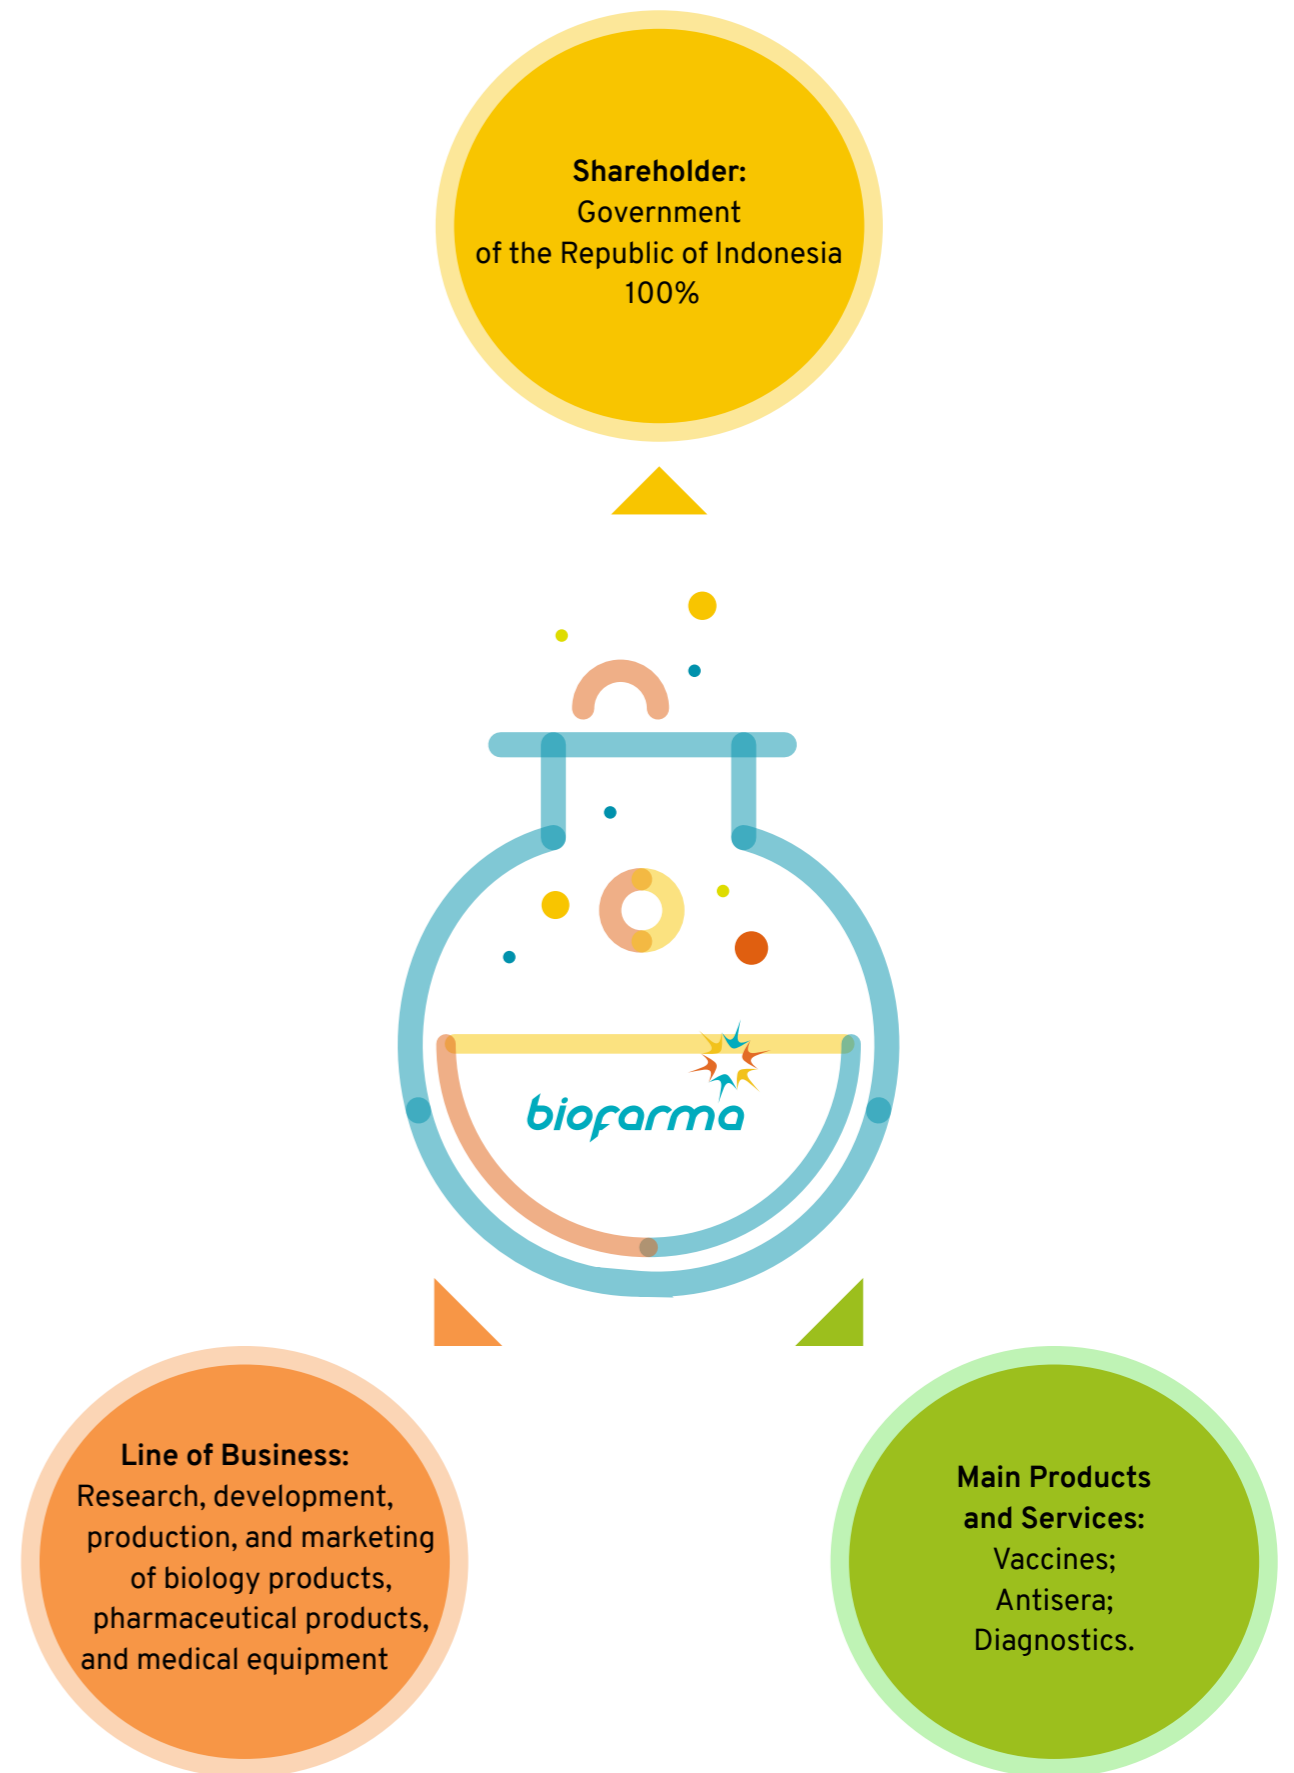 Shareholder:
Government
of the Republic of Indonesia
100%
biofarma
Line of Business:
Research, development,
production, and marketing
of biology products,
pharmaceutical products,
and medical equipment
Main Products
and Services:
Vaccines;
Antisera;
Diagnostics.